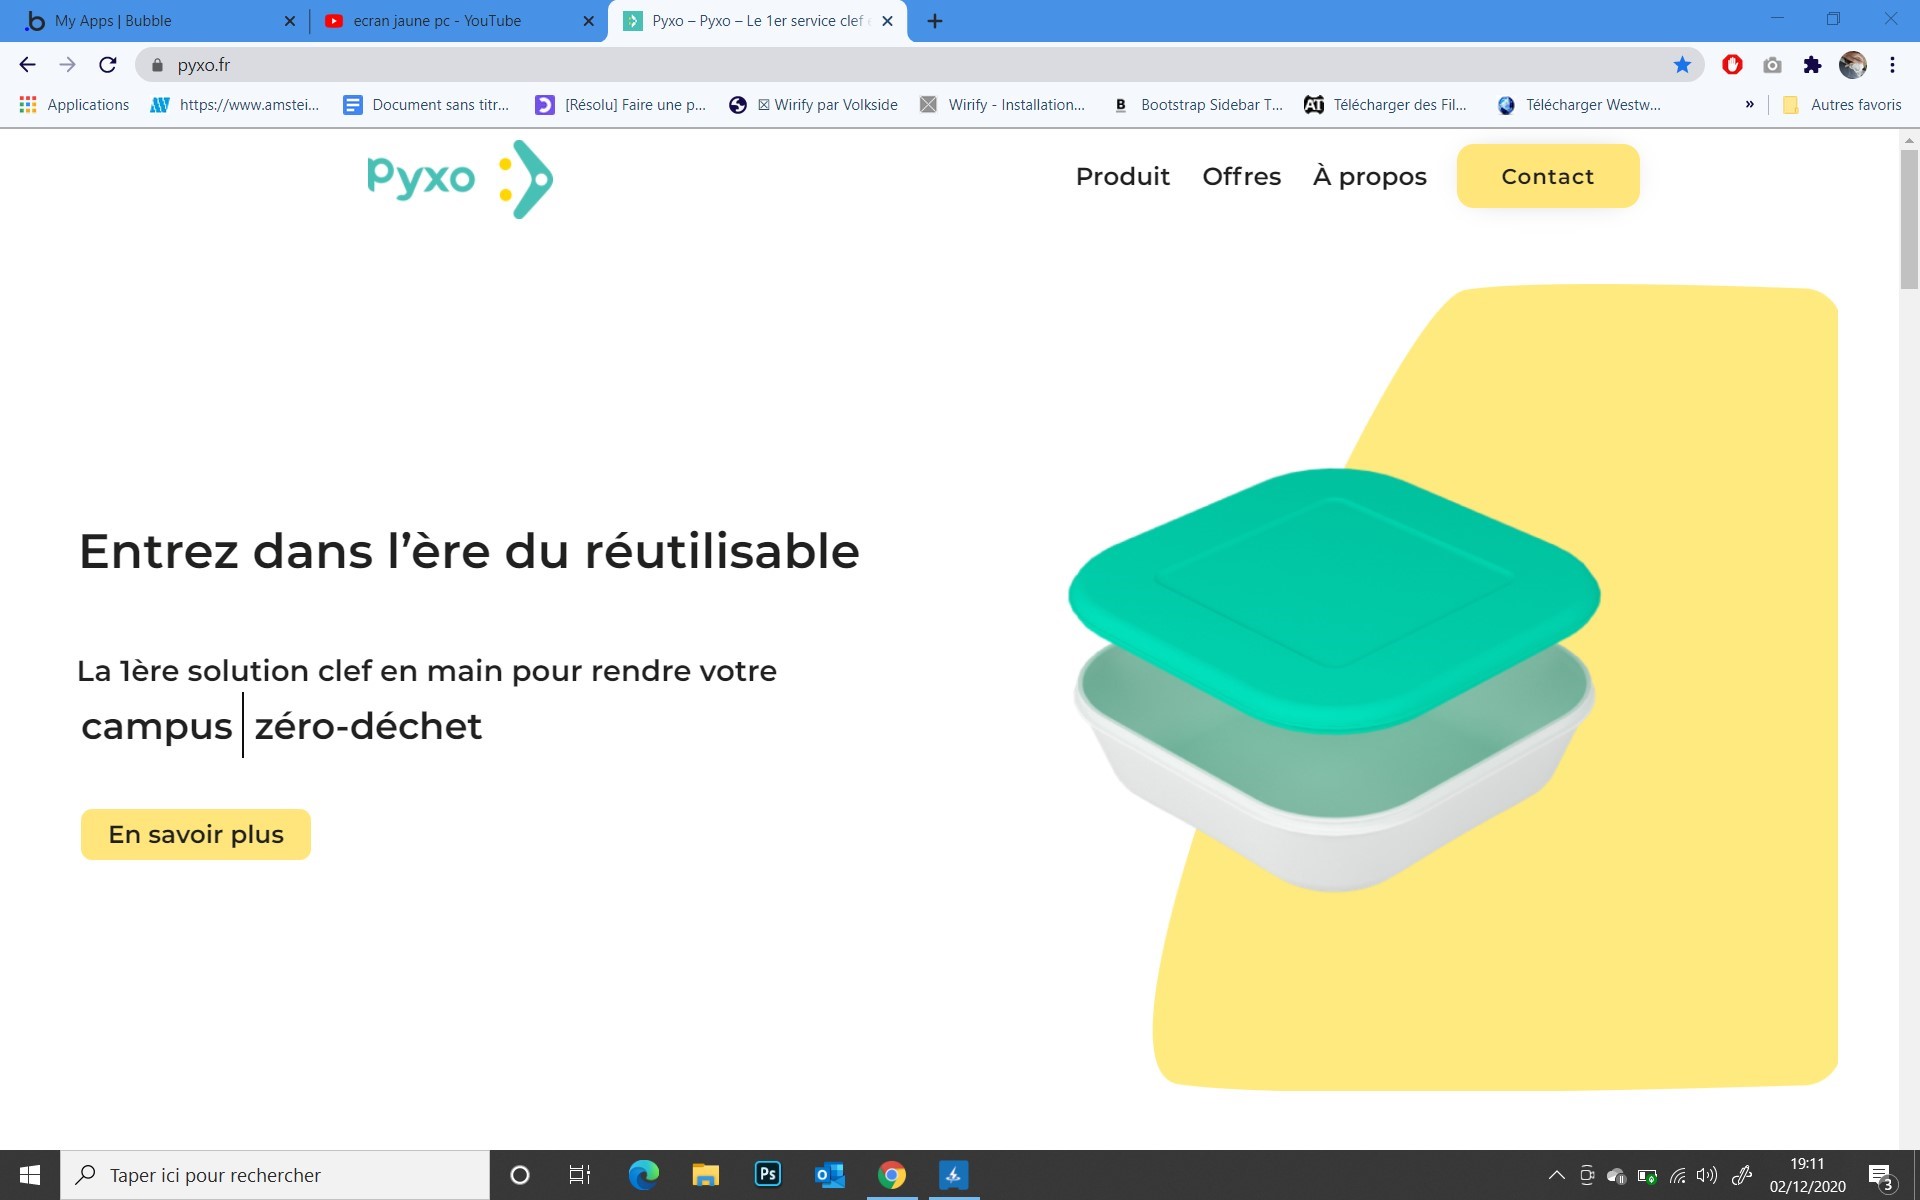 My Apps | Bubble
ecran jaune pc - YouTube
Pyxo – Pyxo – Le 1er service clef
pyxo.fr
Applications
https://www.amstei...
Document sans titr...
[Résolu] Faire une p...
Wirify par Volkside
Wirify - Installation...
B
Bootstrap Sidebar T...
AT
Télécharger des Fil...
Télécharger Westw...
»
Autres favoris
Pyxo
Produit
Offres
À propos
Contact
Entrez dans l’ère du réutilisable
La 1ère solution clef en main pour rendre votre
campus zéro-déchet
En savoir plus
Taper ici pour rechercher
Ps
19:11
02/12/2020
3